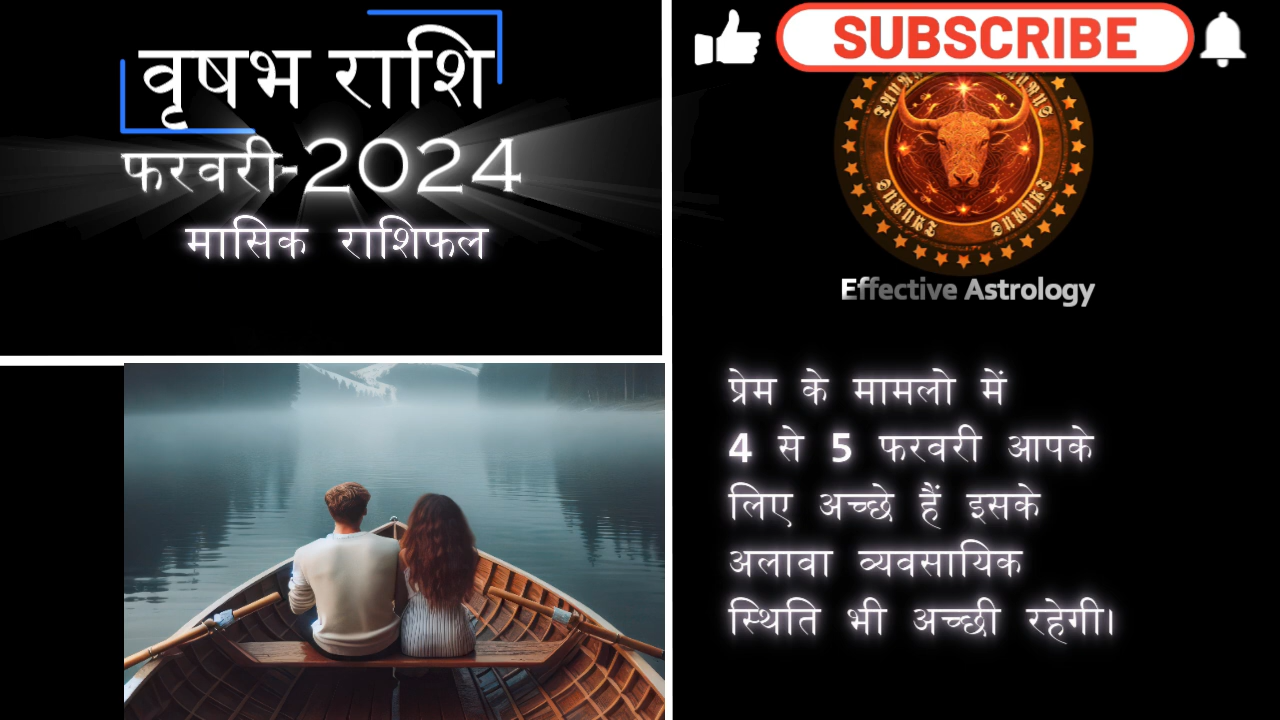 वृषभ राशि
फरवरी-2024
मासिक राशिफल
SUBSCRIBE
Effective Astrology
प्रेम के मामलो में
4 से 5 फरवरी आपके
लिए अच्छे हैं इसके
अलावा व्यवसायिक
स्थिति भी अच्छी रहेगी।